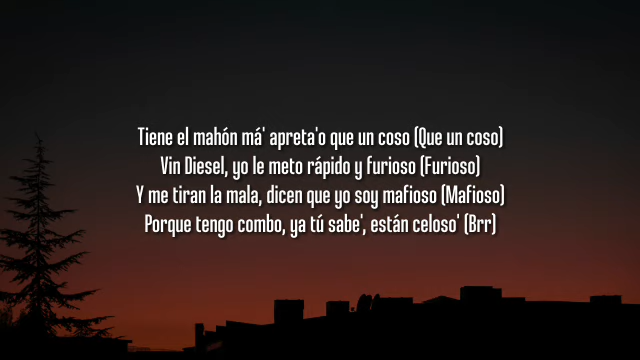 Tiene el mahón má' apreta'o que un coso (Que un coso)
Vin Diesel, yo le meto rápido y furioso (Furioso)
Y me tiran la mala, dicen que yo soy mafioso (Mafioso)
Porque tengo combo, ya tú sabe', están celoso' (Brr)